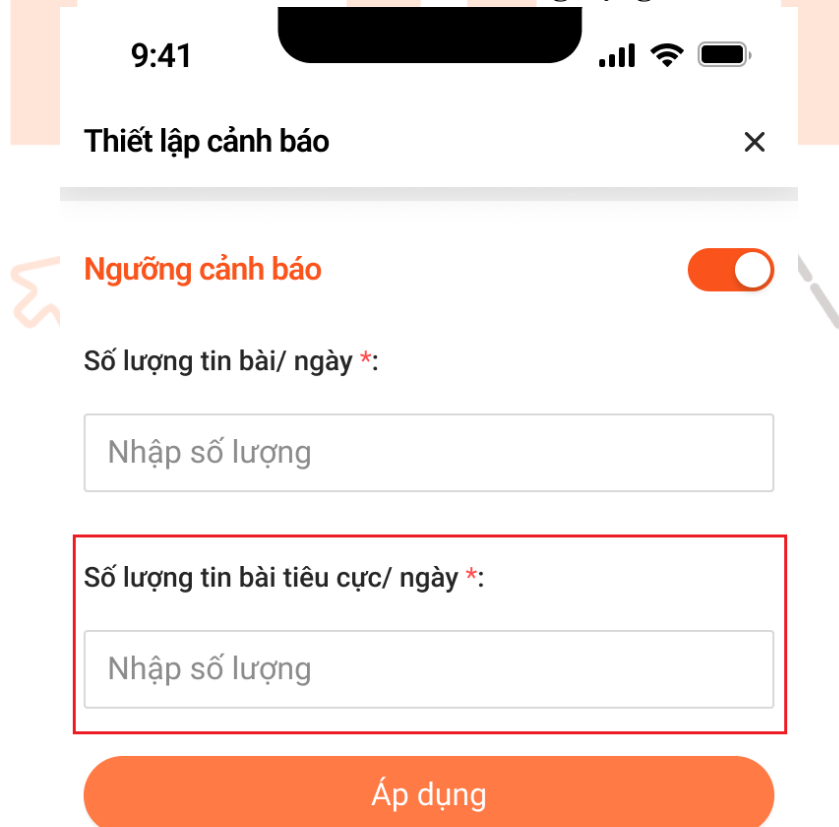 9:41
Thiết lập cảnh báo
Ngưỡng cảnh báo
Số lượng tin bài/ ngày *:
Nhập số lượng
Số lượng tin bài tiêu cực/ ngày *:
Nhập số lượng
Áp dụng